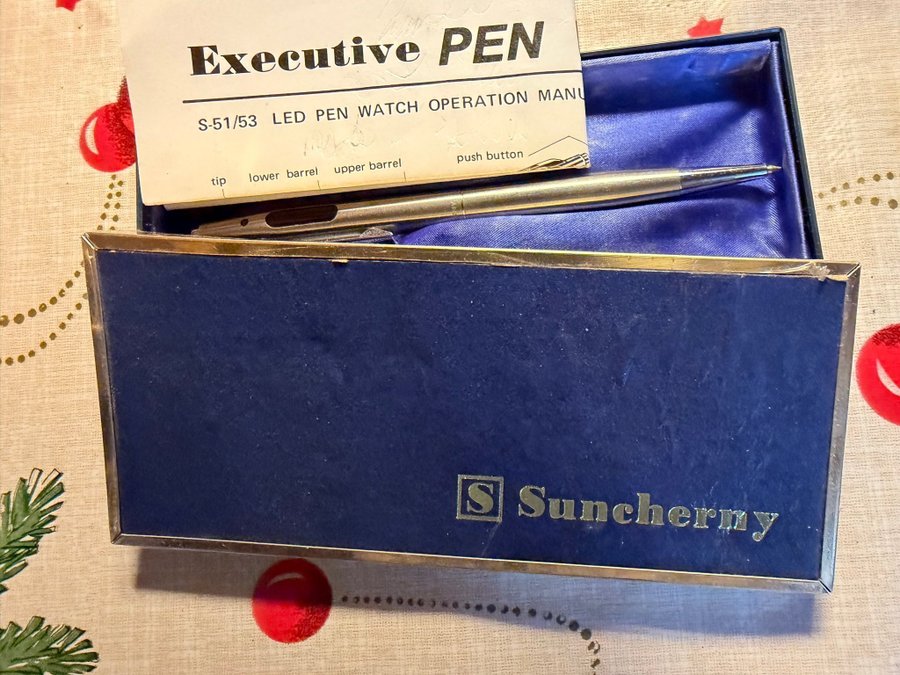 Executive PEN
S-51/53 LED PEN WATCH OPERATION MANU
tip lower barrel upper barrel push button
S Suncherny